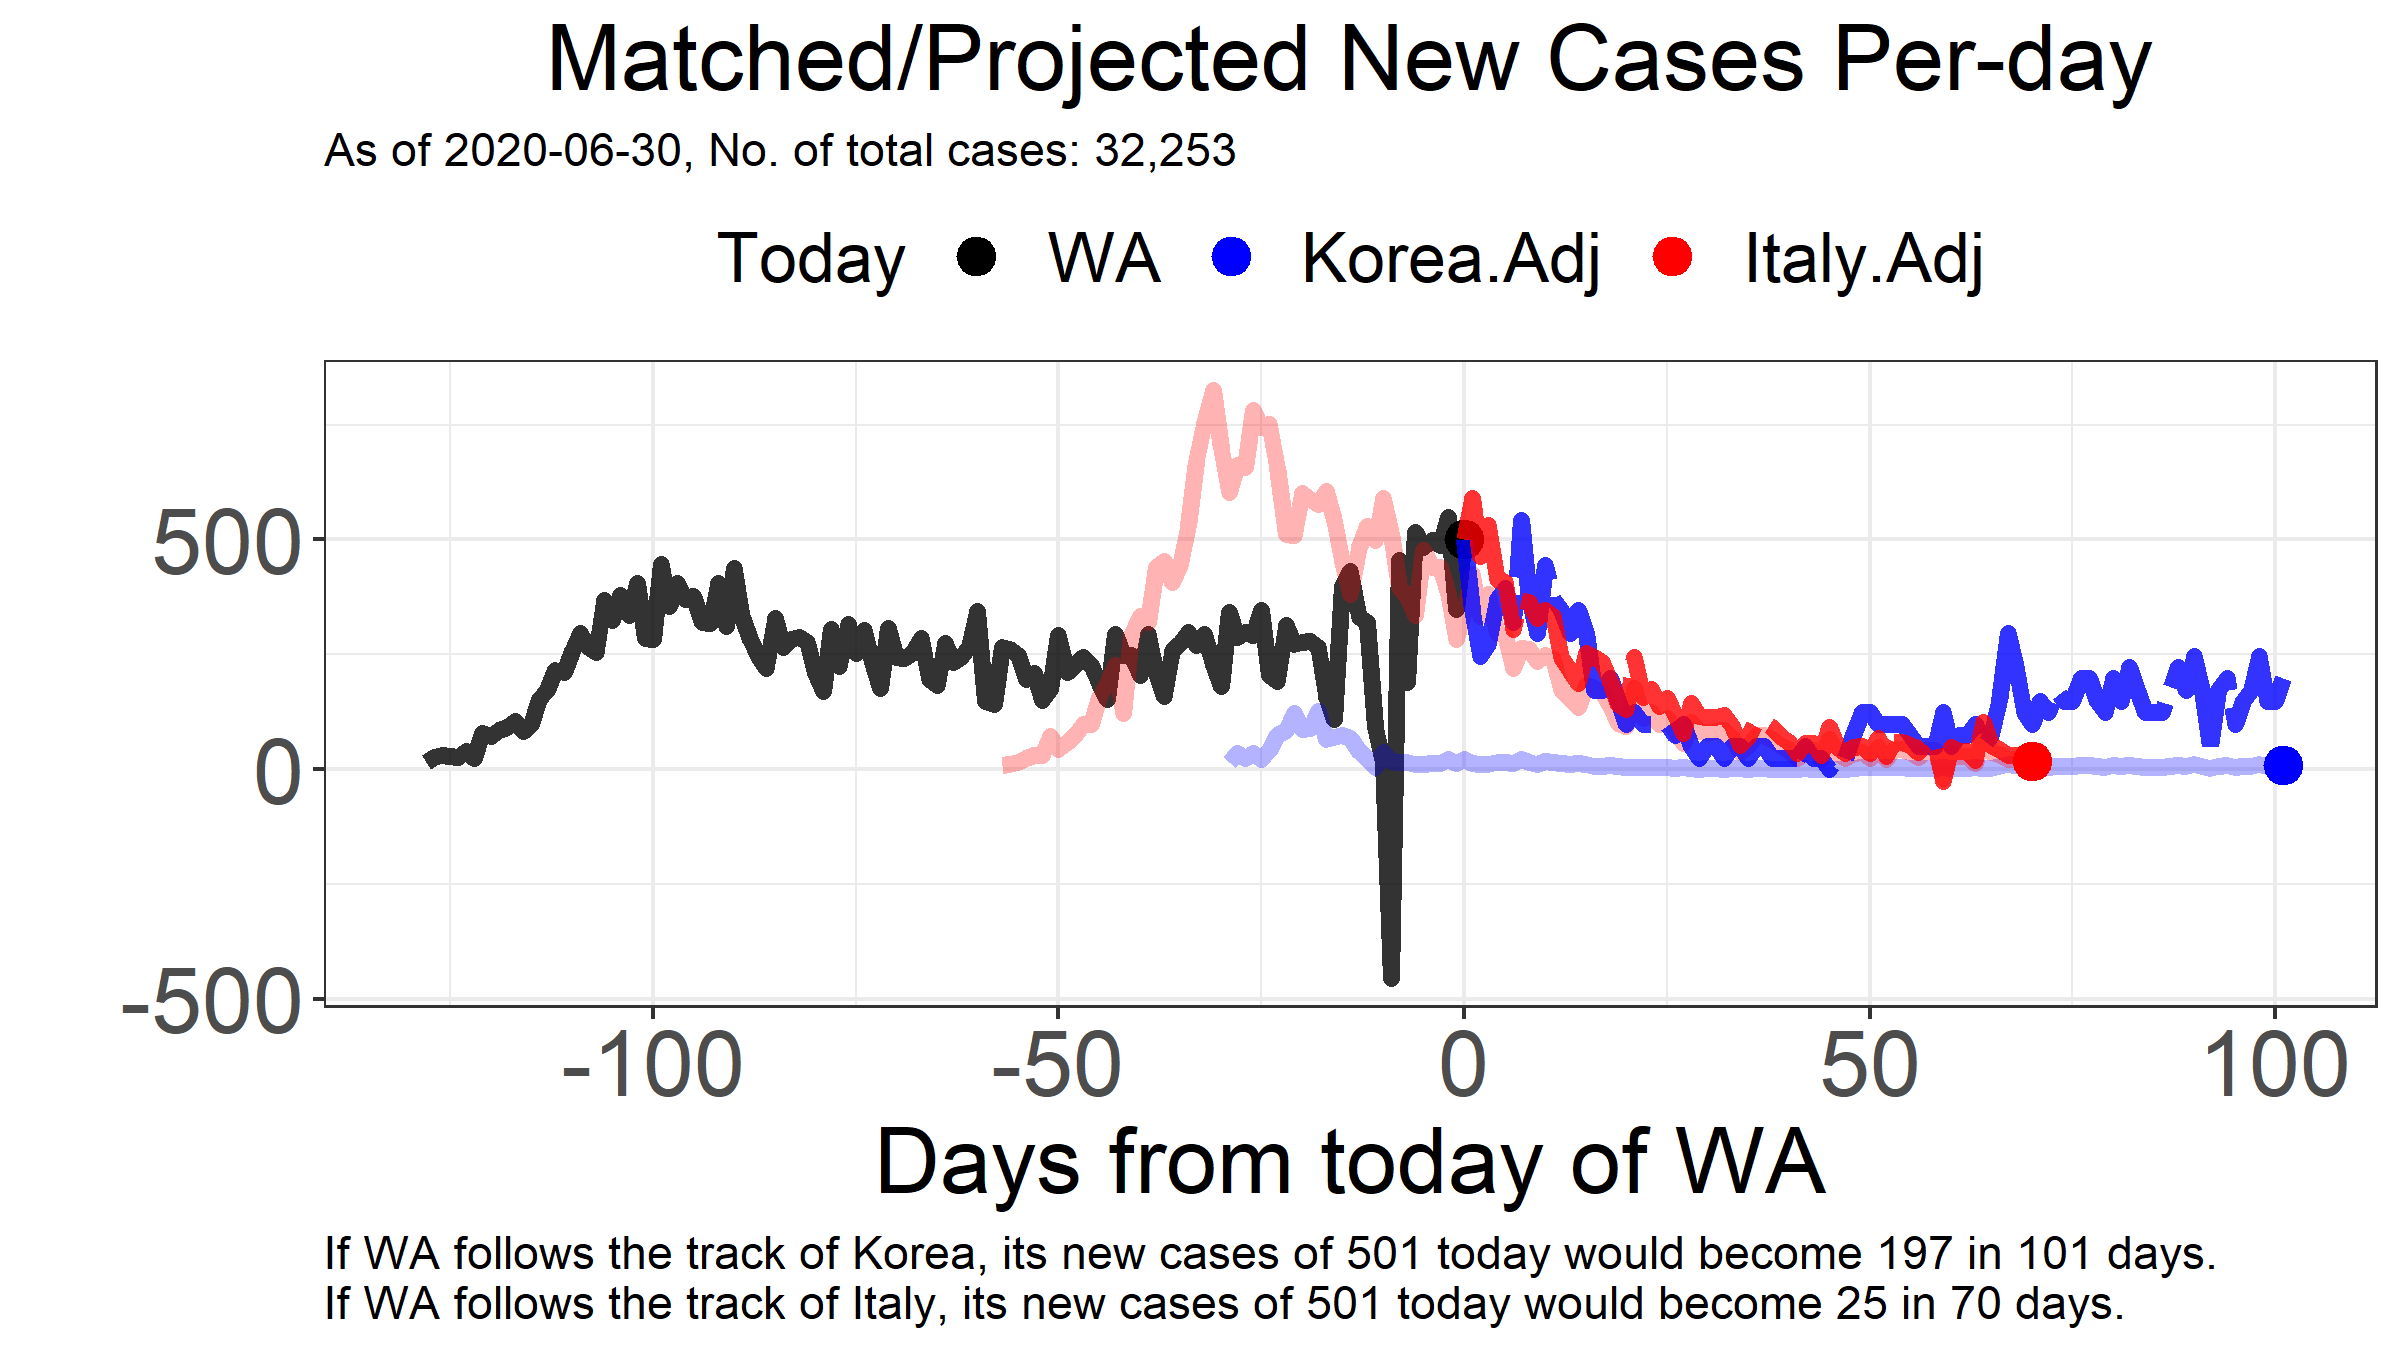 Matched/Projected New Cases Per-day
As of 2020-06-30, No. of total cases: 32,253
Today WA Korea.Adj Italy.Adj
500
0
-500
-100 -50 0 50 100
Days from today of WA
If WA follows the track of Korea, its new cases of 501 today would become 197 in 101 days.
If WA follows the track of Italy, its new cases of 501 today would become 25 in 70 days.